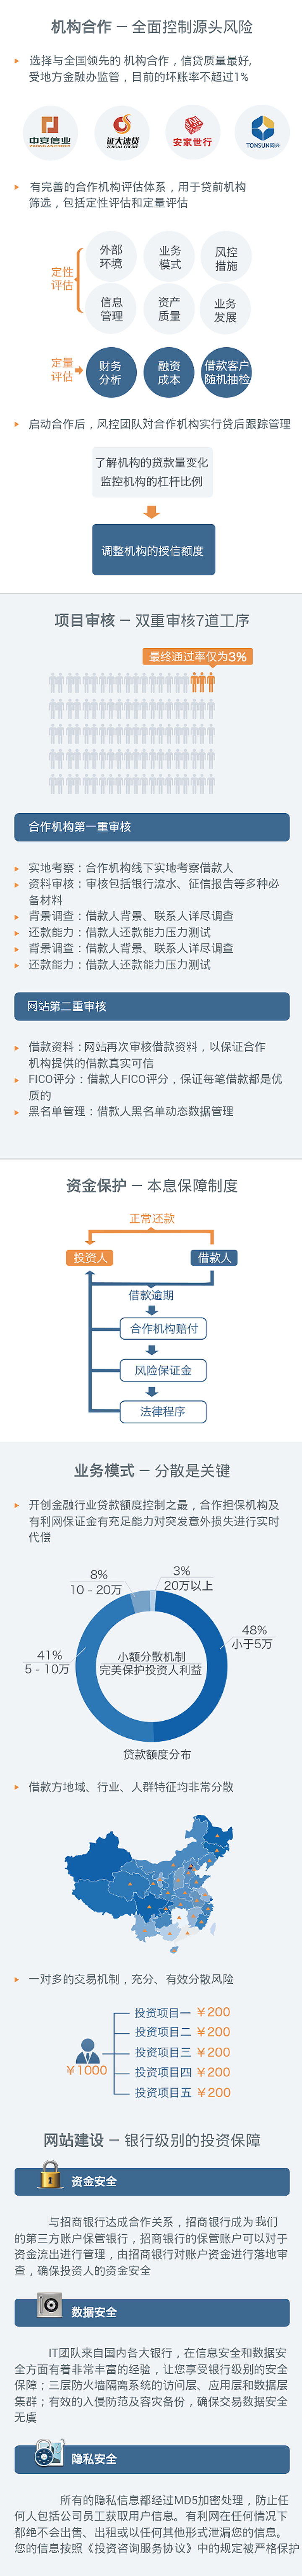 机构合作 – 全面控制源头风险
选择与全国领先的 机构合作，信贷质量最好,
受地方金融办监管，目前的坏账率不超过1%
中安信业
证大速贷
安家世行
TONSUN同兴
有完善的合作机构评估体系，用于贷前机构
筛选，包括定性评估和定量评估
定性
评估
外部
环境
业务
模式
风控
措施
信息
管理
资产
质量
业务
发展
定量
评估
财务
分析
融资
成本
借款客户
随机抽检
启动合作后，风控团队对合作机构实行贷后跟踪管理
了解机构的贷款量变化
监控机构的杠杆比例
调整机构的授信额度
项目审核 – 双重审核7道工序
最终通过率仅为3%
合作机构第一重审核
实地考察：合作机构线下实地考察借款人
资料审核：审核包括银行流水、征信报告等多种必
备材料
背景调查：借款人背景、联系人详尽调查
还款能力：借款人还款能力压力测试
背景调查：借款人背景、联系人详尽调查
还款能力：借款人还款能力压力测试
网站第二重审核
借款资料：网站再次审核借款资料，以保证合作
机构提供的借款真实可信
FICO评分：借款人FICO评分，保证每笔借款都是优
质的
黑名单管理：借款人黑名单动态数据管理
资金保护 – 本息保障制度
正常还款
投资人
借款人
借款逾期
合作机构赔付
风险保证金
法律程序
业务模式 – 分散是关键
开创金融行业贷款额度控制之最，合作担保机构及
有利网保证金有充足能力对突发意外损失进行实时
代偿
8%
10 - 20万
3%
20万以上
48%
小于5万
41%
5 - 10万
小额分散机制
完美保护投资人利益
贷款额度分布
借款方地域、行业、人群特征均非常分散
一对多的交易机制，充分、有效分散风险
¥1000
投资项目一 ¥200
投资项目二 ¥200
投资项目三 ¥200
投资项目四 ¥200
投资项目五 ¥200
网站建设 – 银行级别的投资保障
资金安全
与招商银行达成合作关系，招商银行成为我们
的第三方账户保管银行，招商银行的保管账户可以对于
资金流出进行管理，由招商银行对账户资金进行落地审
查，确保投资人的资金安全
数据安全
IT团队来自国内各大银行，在信息安全和数据安
全方面有着非常丰富的经验，让您享受银行级别的安全
保障；三层防火墙隔离系统的访问层、应用层和数据层
集群；有效的入侵防范及容灾备份，确保交易数据安全
无虞
隐私安全
所有的隐私信息都经过MD5加密处理，防止任
何人包括公司员工获取用户信息。有利网在任何情况下
都绝不会出售、出租或以任何其他形式泄漏您的信息。
您的信息按照《投资咨询服务协议》中的规定被严格保护